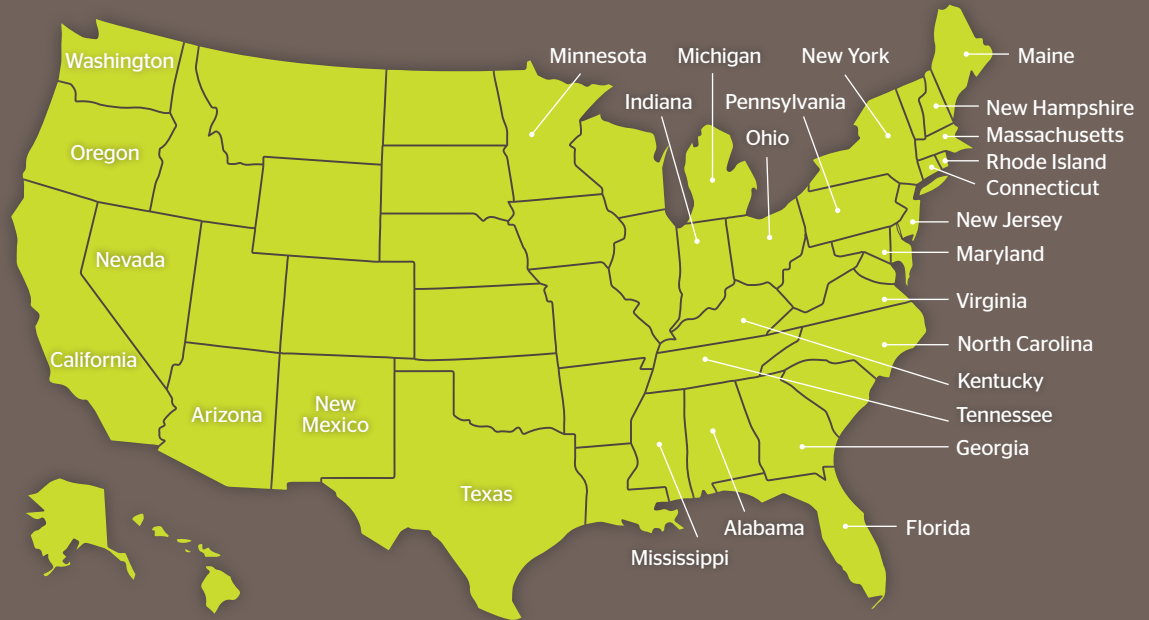 Washington
Minnesota
Michigan
New York
Maine
Indiana
Pennsylvania
New Hampshire
Ohio
Massachusetts
Oregon
Rhode Island
Connecticut
New Jersey
Nevada
Maryland
Virginia
California
North Carolina
Kentucky
Arizona
New
Mexico
Tennessee
Georgia
Texas
Alabama
Florida
Mississippi